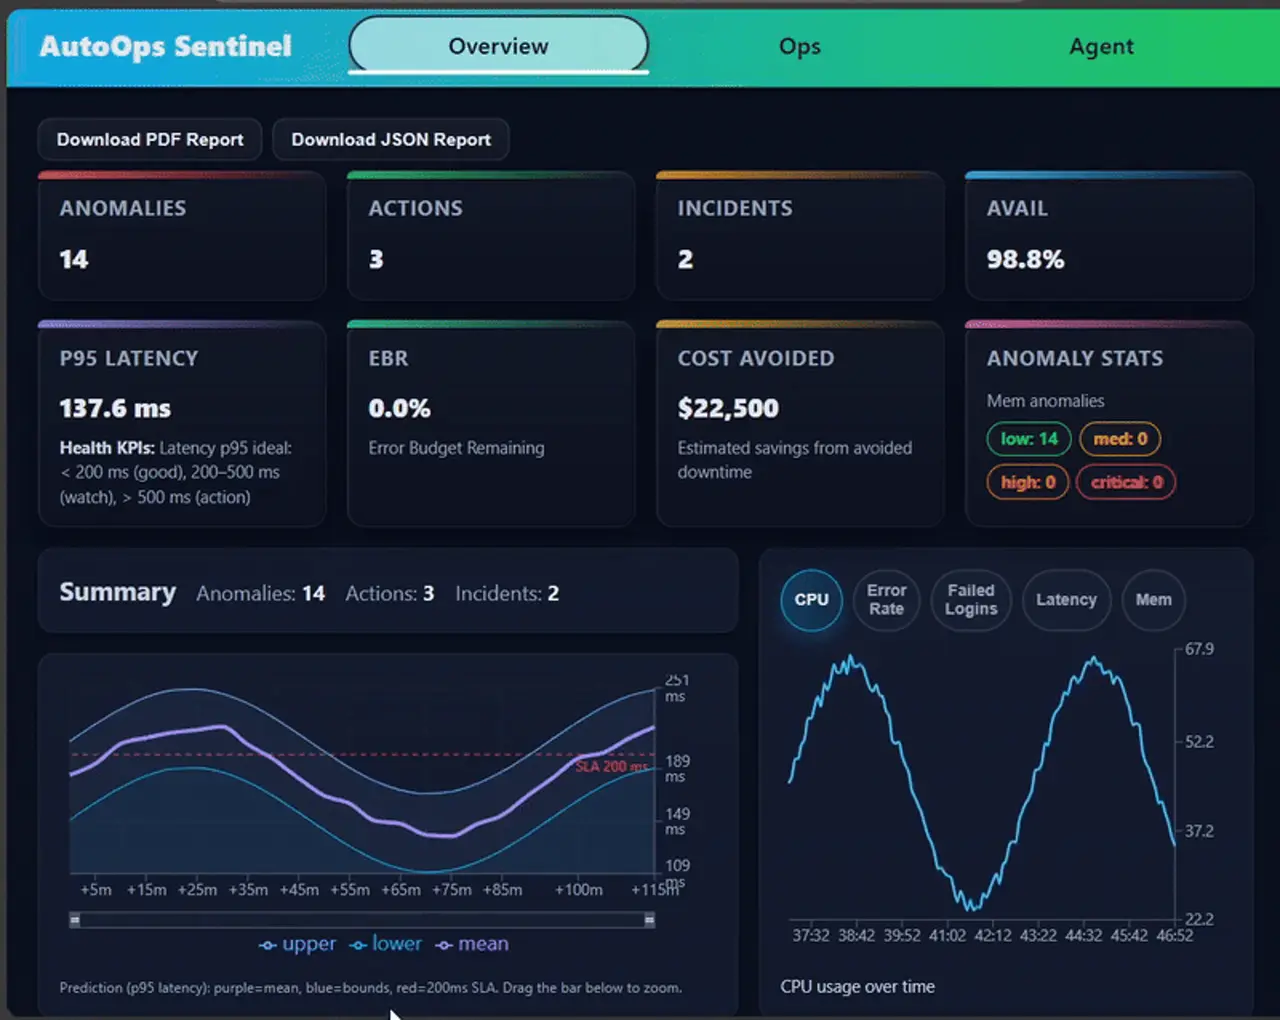 AutoOps Sentinel
Overview
Ops
Agent
Download PDF Report
Download JSON Report
ANOMALIES
14
ACTIONS
3
INCIDENTS
2
AVAIL
98.8%
P95 LATENCY
137.6 ms
Health KPIs: Latency p95 ideal:
< 200 ms (good), 200–500 ms
(watch), > 500 ms (action)
EBR
0.0%
Error Budget Remaining
COST AVOIDED
$22,500
Estimated savings from avoided
downtime
ANOMALY STATS
Mem anomalies
low: 14
med: 0
high: 0
critical: 0
Summary Anomalies: 14 Actions: 3 Incidents: 2
251
ms
189
ms
149
ms
109
ms
SLA 200 ms
+5m +15m +25m +35m +45m +55m +65m +75m +85m +100m +115m
upper lower mean
Prediction (p95 latency): purple=mean, blue=bounds, red=200ms SLA. Drag the bar below to zoom.
CPU
Error
Rate
Failed
Logins
Latency
Mem
67.9
52.2
37.2
22.2
37:32 38:42 39:52 41:02 42:12 43:22 44:32 45:42 46:52
CPU usage over time